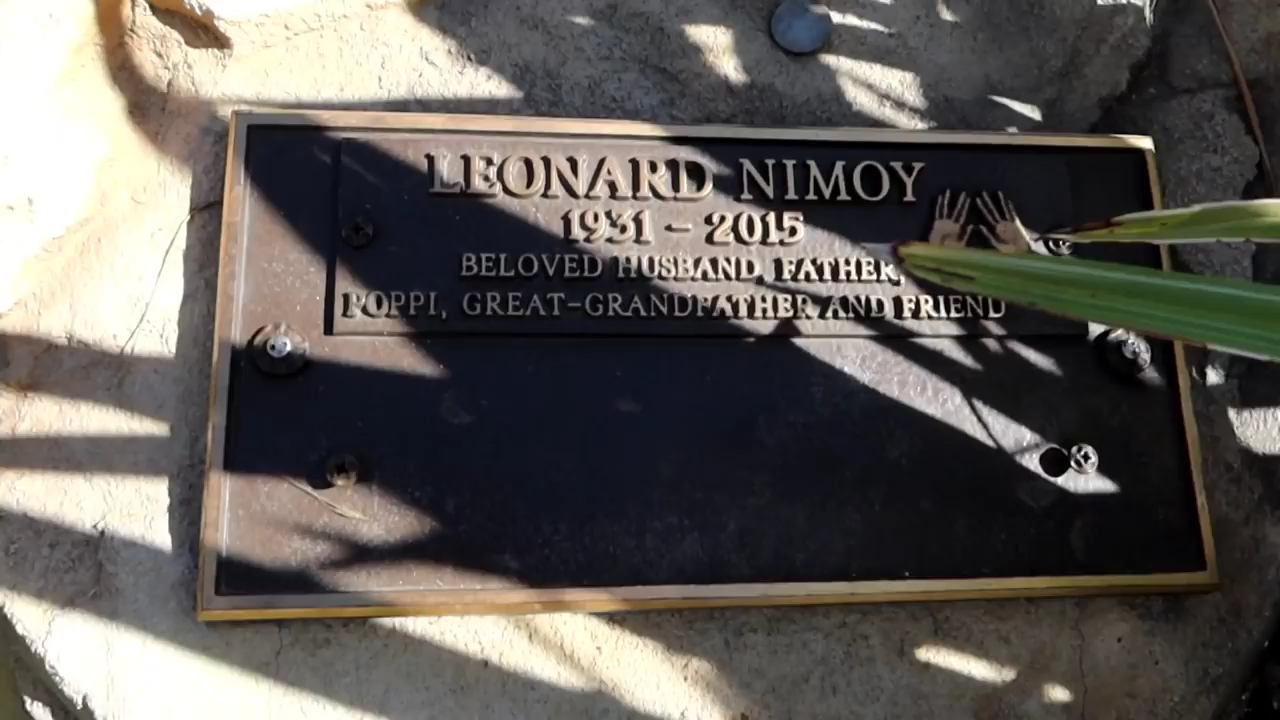 LEONARD NIMOY
1931 – 2015
BELOVED HUSBAND, FATHER,
POPPI, GREAT-GRANDFATHER AND FRIEND